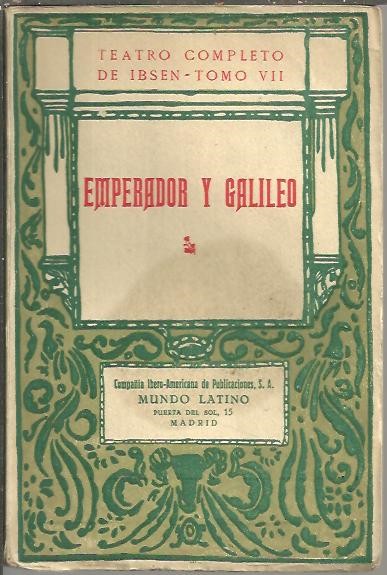 TEATRO COMPLETO
DE IBSEN - TOMO VII
EMPERADOR Y GALILEO
Compañía Ibero-Americana de Publicaciones, S. A.
MUNDO LATINO
PUERTA DEL SOL, 15
MADRID